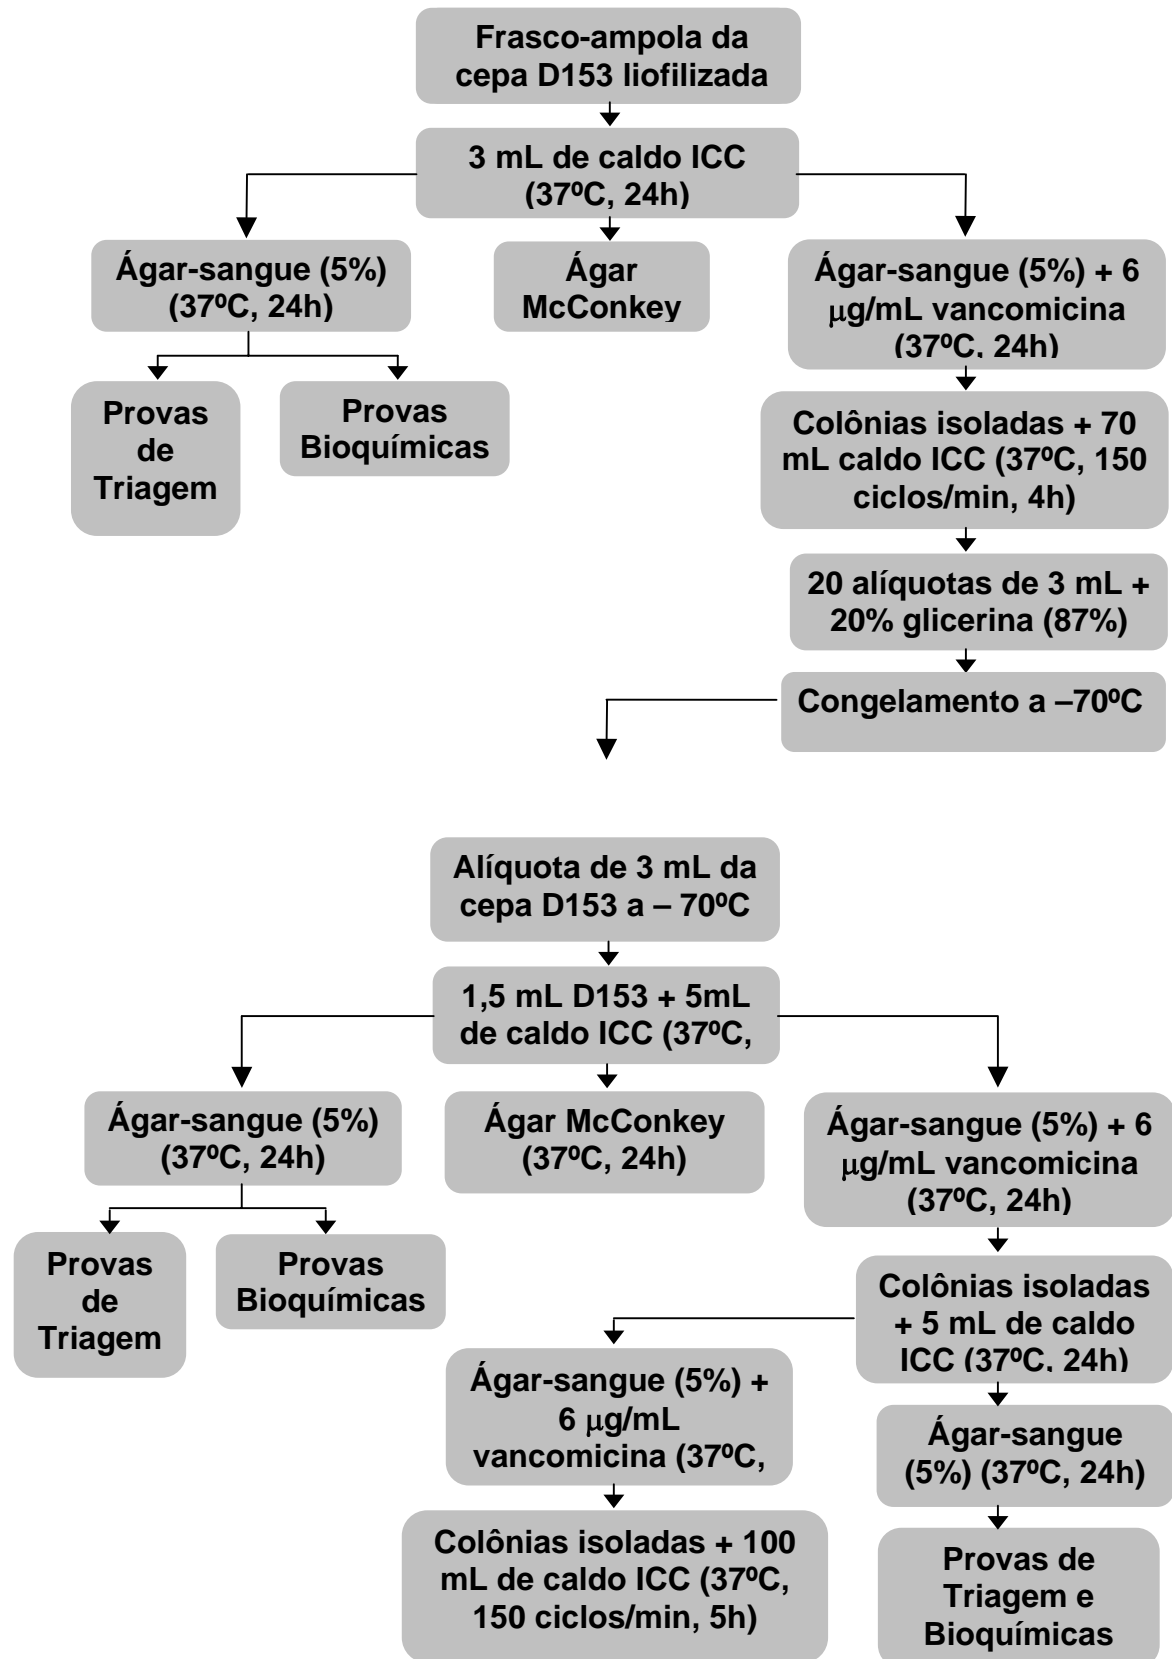 Frasco-ampola da
cepa D153 liofilizada
3 mL de caldo ICC
(37ºC, 24h)
Ágar-sangue (5%)
(37ºC, 24h)
Ágar
McConkey
Ágar-sangue (5%) + 6
µg/mL vancomicina
(37ºC, 24h)
Provas
de
Triagem
Provas
Bioquímicas
Colônias isoladas + 70
mL caldo ICC (37ºC, 150
ciclos/min, 4h)
20 alíquotas de 3 mL +
20% glicerina (87%)
Congelamento a –70ºC
Alíquota de 3 mL da
cepa D153 a – 70ºC
1,5 mL D153 + 5mL
de caldo ICC (37ºC,
Ágar-sangue (5%)
(37ºC, 24h)
Ágar McConkey
(37ºC, 24h)
Ágar-sangue (5%) + 6
µg/mL vancomicina
(37ºC, 24h)
Provas
de
Triagem
Provas
Bioquímicas
Colônias isoladas
+ 5 mL de caldo
ICC (37ºC, 24h)
Ágar-sangue (5%) +
6 µg/mL
vancomicina (37ºC,
Ágar-sangue
(5%) (37ºC, 24h)
Colônias isoladas + 100
mL de caldo ICC (37ºC,
150 ciclos/min, 5h)
Provas de
Triagem e
Bioquímicas